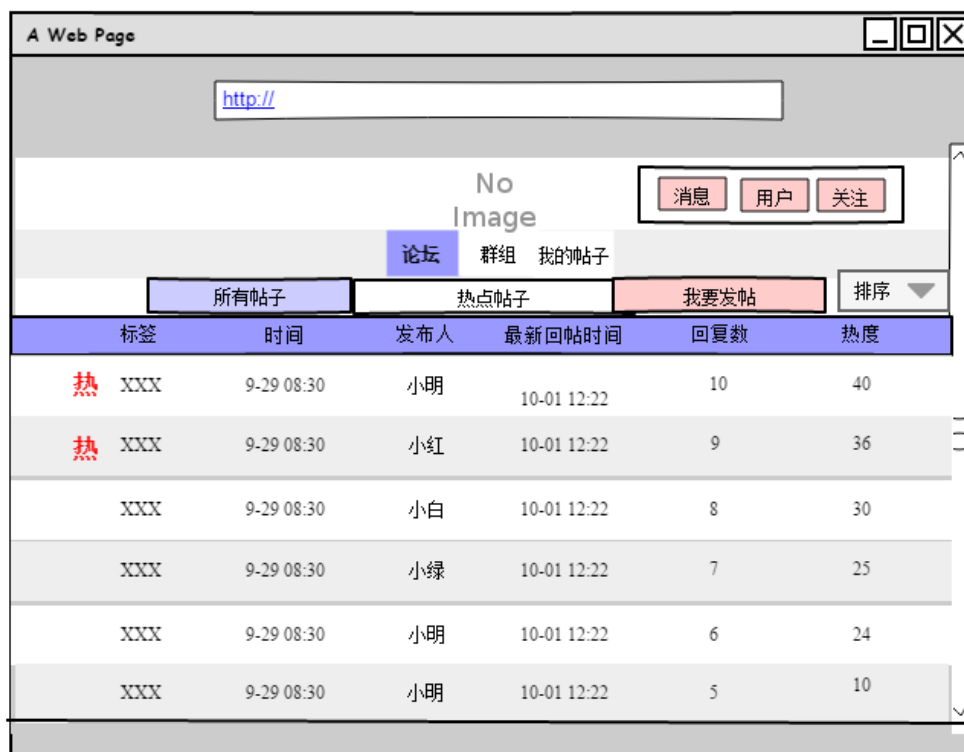 A Web Page
http://
No
Image
消息 用户 关注
论坛 群组 我的帖子
所有帖子 热点帖子 我要发帖 排序
标签 时间 发布人 最新回帖时间 回复数 热度
热 XXX 9-29 08:30 小明 10-01 12:22 10 40
热 XXX 9-29 08:30 小红 10-01 12:22 9 36
XXX 9-29 08:30 小白 10-01 12:22 8 30
XXX 9-29 08:30 小绿 10-01 12:22 7 25
XXX 9-29 08:30 小明 10-01 12:22 6 24
XXX 9-29 08:30 小明 10-01 12:22 5 10